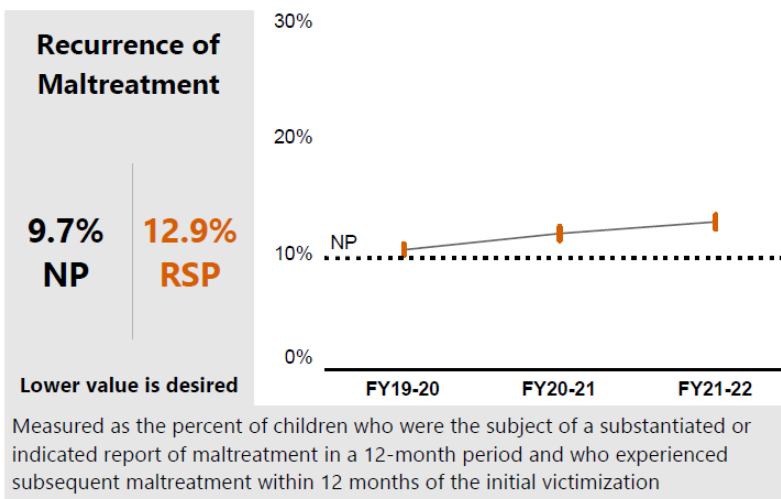 Recurrence of
Maltreatment
9.7%
NP
12.9%
RSP
Lower value is desired
30%
20%
10%
0%
NP
FY19-20
FY20-21
FY21-22
Measured as the percent of children who were the subject of a substantiated or
indicated report of maltreatment in a 12-month period and who experienced
subsequent maltreatment within 12 months of the initial victimization